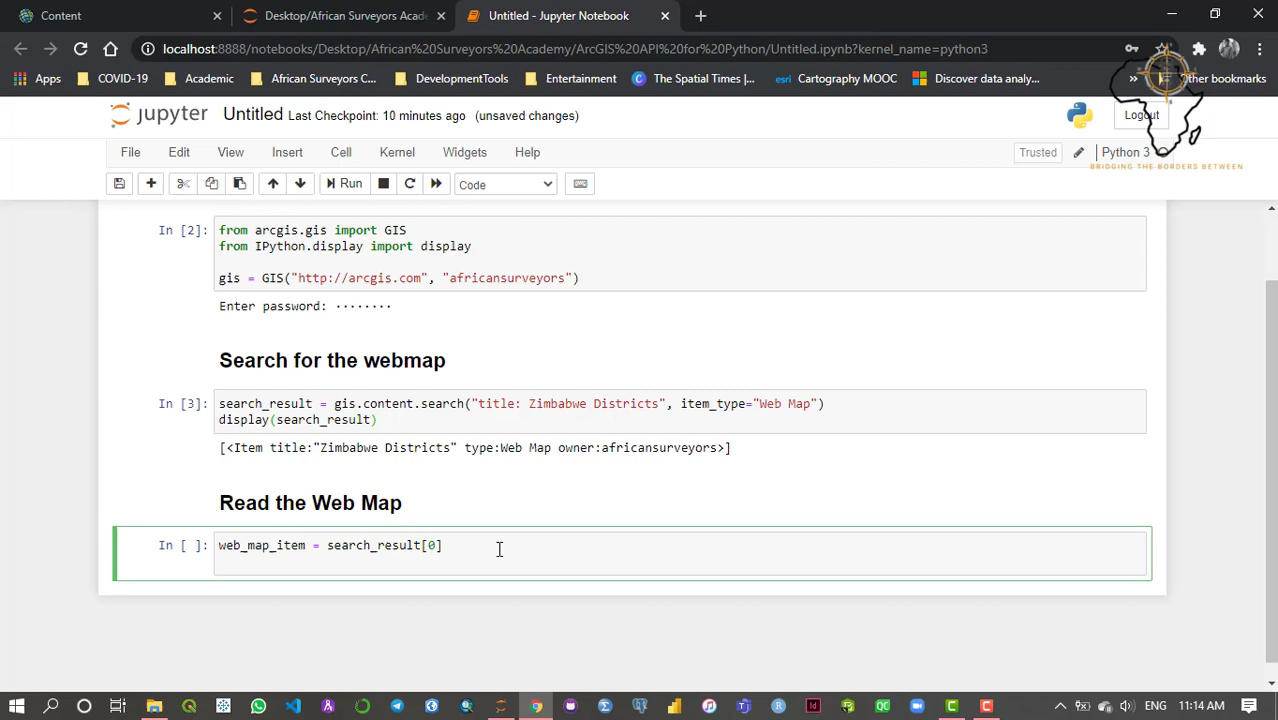 Content
Desktop/African Surveyors Acade
Untitled - Jupyter Notebook
localhost:8888/notebooks/Desktop/African%20Surveyors%20Academy/ArcGIS%20API%20for%20Python/Untitled.ipynb?kernel_name=python3
Apps COVID-19 Academic African Surveyors C... DevelopmentTools Entertainment The Spatial Times |... esri Cartography MOOC Discover data analy... » Other bookmarks
jupyter Untitled Last Checkpoint: 10 minutes ago (unsaved changes) Logout
BRIDGING THE BORDERS BETWEEN
File Edit View Insert Cell Kernel Widgets Help Trusted Python 3
Run Code
In [2]: from arcgis.gis import GIS
from IPython.display import display
gis = GIS("http://arcgis.com", "africansurveyors")
Enter password: ········
Search for the webmap
In [3]: search_result = gis.content.search("title: Zimbabwe Districts", item_type="Web Map")
display(search_result)
[<Item title:"Zimbabwe Districts" type:Web Map owner:africansurveyors>]
Read the Web Map
In [ ]: web_map_item = search_result[0]
ENG 11:14 AM